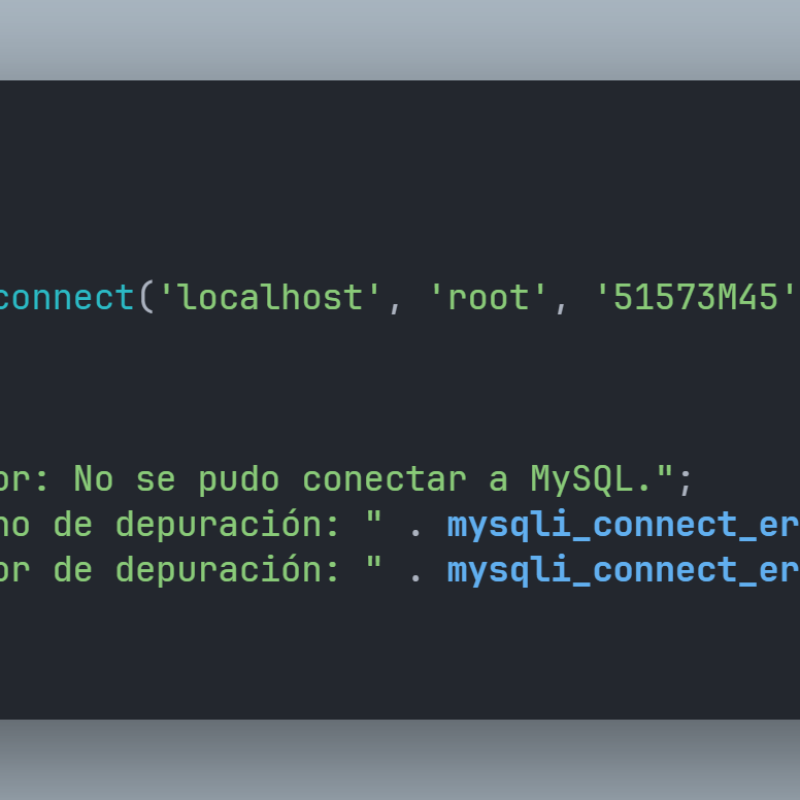 connect('localhost', 'root', '51573M45'
or: No se pudo conectar a MySQL.";
no de depuración: " . mysqli_connect_er
or de depuración: " . mysqli_connect_er